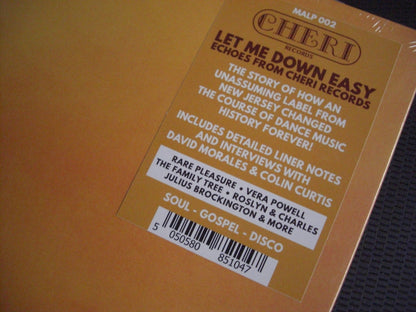 MALP 002
CHERI
RECORDS
LET ME DOWN EASY
ECHOES FROM CHERI RECORDS
THE STORY OF HOW AN
UNASSUMING LABEL FROM
NEW JERSEY CHANGED
THE COURSE OF DANCE MUSIC
HISTORY FOREVER!
INCLUDES DETAILED LINER NOTES
AND INTERVIEWS WITH
DAVID MORALES & COLIN CURTIS
RARE PLEASURE • VERA POWELL
THE FAMILY TREE • ROSLYN & CHARLES
JULIUS BROCKINGTON & MORE
SOUL - GOSPEL - DISCO
5 050580 851047